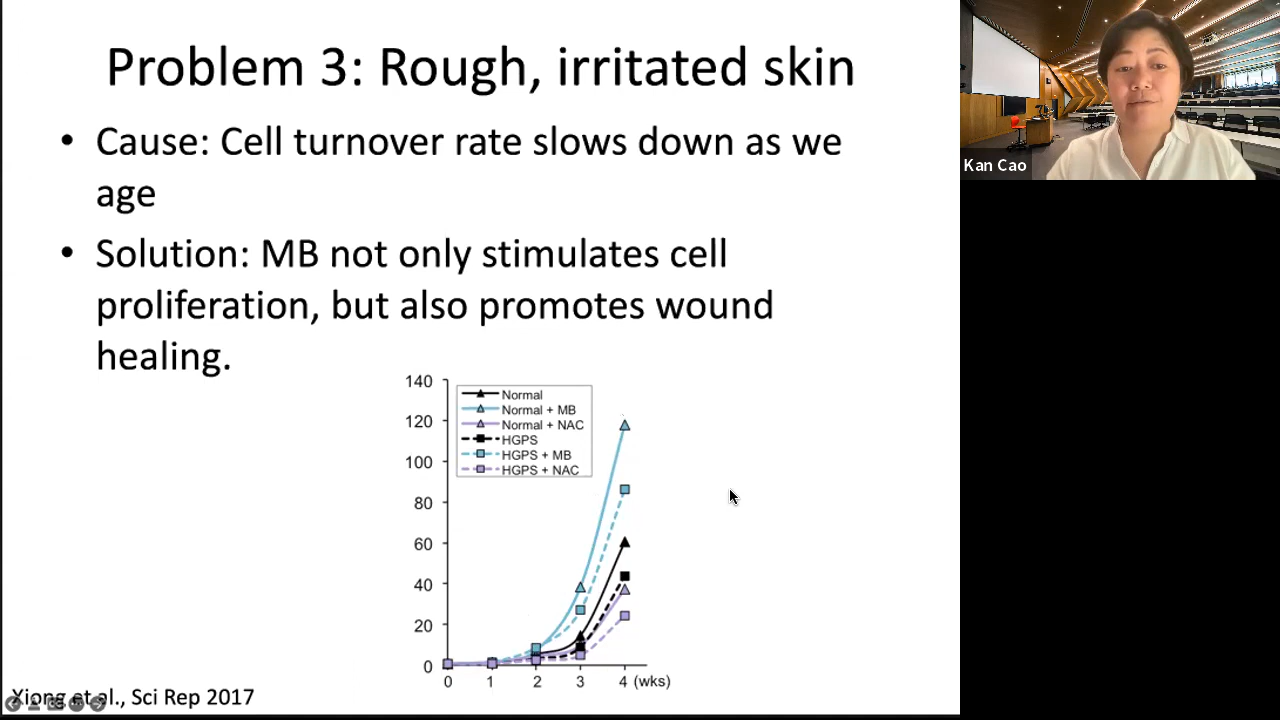 Problem 3: Rough, irritated skin
• Cause: Cell turnover rate slows down as we
age
• Solution: MB not only stimulates cell
proliferation, but also promotes wound
healing.
140
120
100
80
60
40
20
0
Normal
Normal + MB
Normal + NAC
HGPS
HGPS + MB
HGPS + NAC
0 1 2 3 4 (wks)
Xiong et al., Sci Rep 2017
Kan Cao